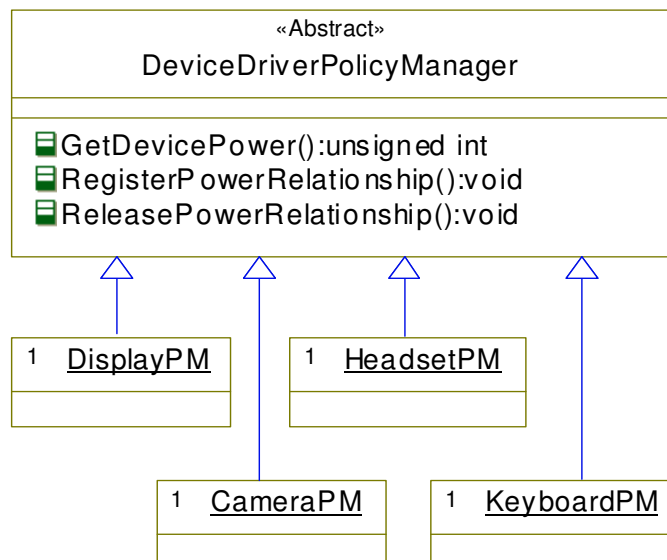 «Abstract»
DeviceDriverPolicyManager
GetDevicePower():unsigned int
RegisterPowerRelationship():void
ReleasePowerRelationship():void
1 DisplayPM
1 HeadsetPM
1 CameraPM
1 KeyboardPM